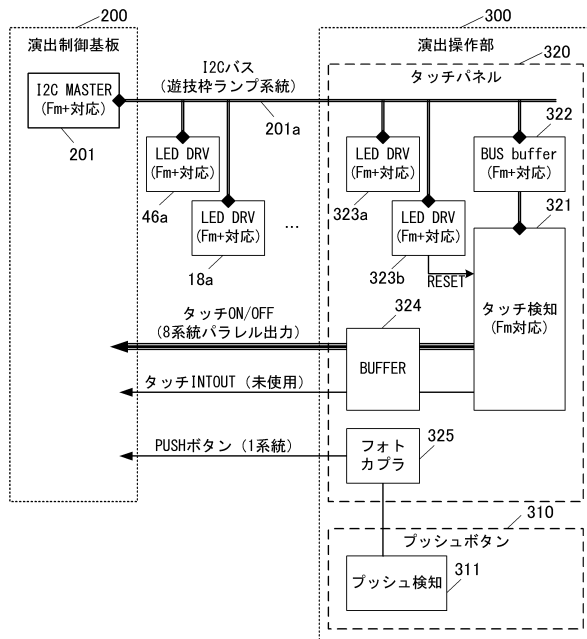 200
300
演出制御基板
演出操作部
320
I2Cバス
(遊技枠ランプ系統)
タッチパネル
I2C MASTER
(Fm+対応)
201
201a
322
LED DRV
(Fm+対応)
46a
LED DRV
(Fm+対応)
18a
...
LED DRV
(Fm+対応)
323a
BUS buffer
(Fm+対応)
321
LED DRV
(Fm+対応)
323b
RESET
タッチ検知
(Fm対応)
タッチON/OFF
(8系統パラレル出力)
324
BUFFER
タッチINTOUT (未使用)
PUSHボタン (1系統)
フォト
カプラ
325
310
プッシュボタン
プッシュ検知
311